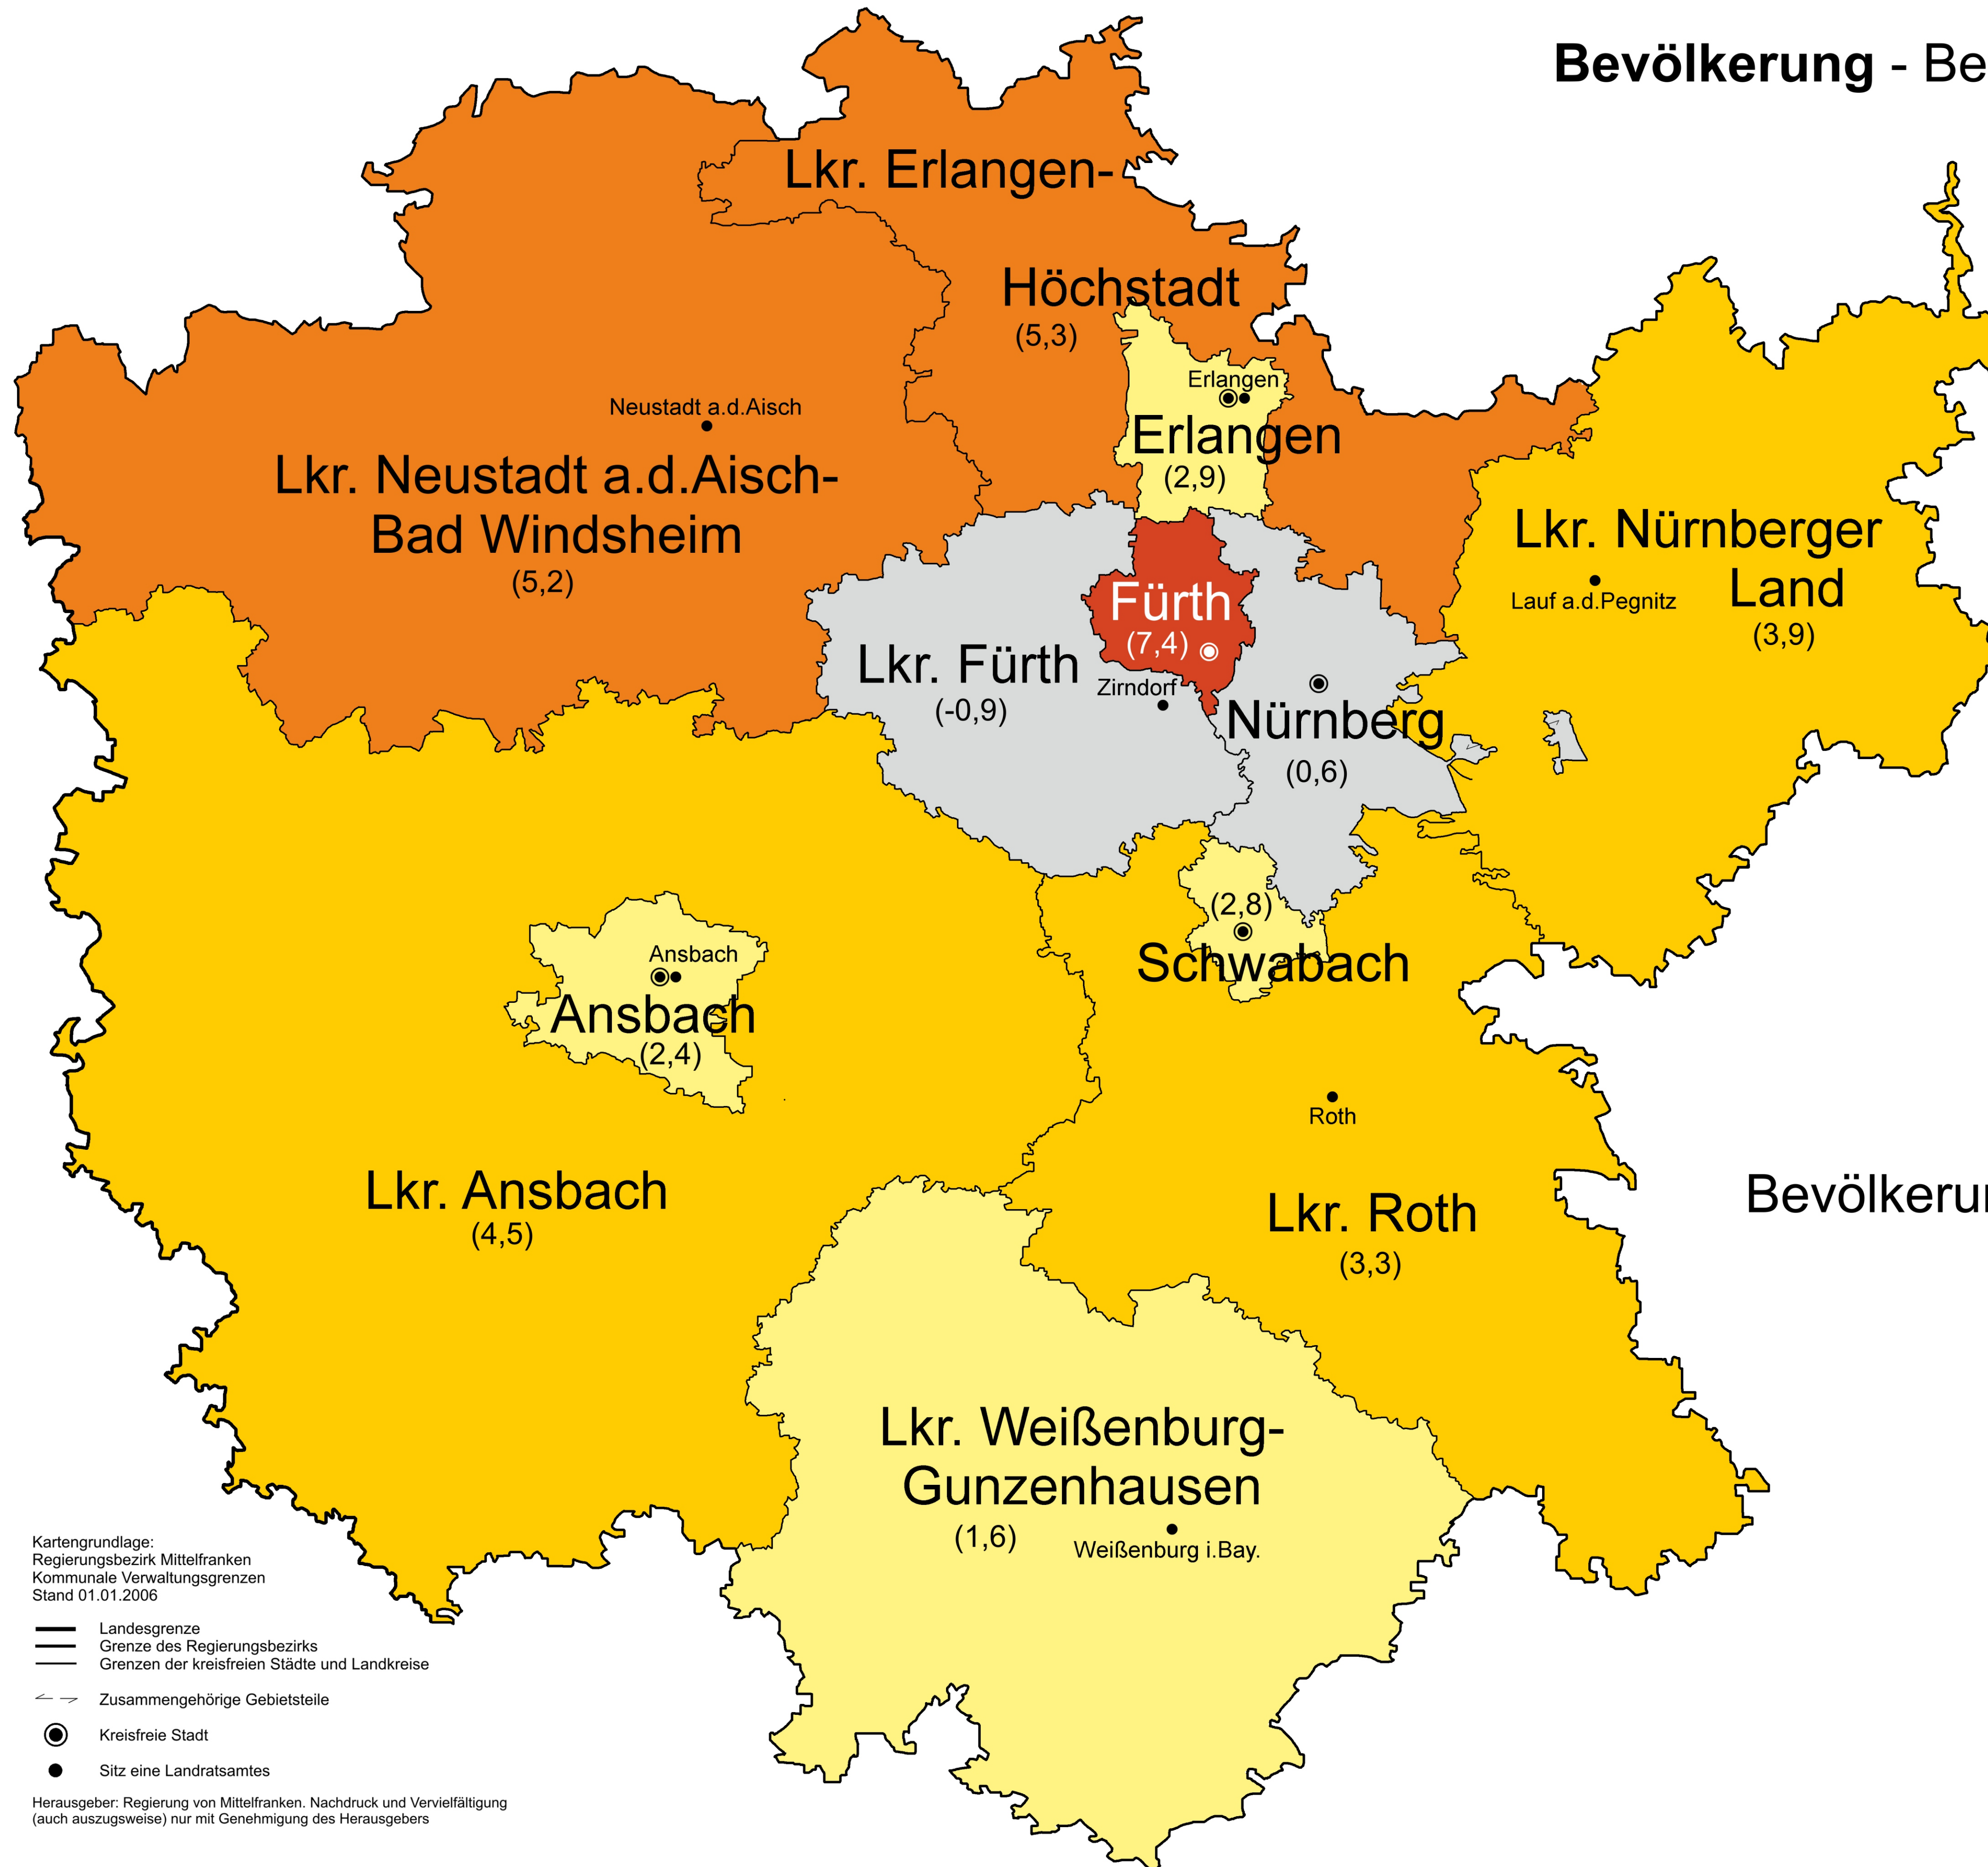 Bevölkerung - Be
Lkr. Erlangen-
Höchstadt
(5,3)
Erlangen
Erlangen
(2,9)
Neustadt a.d.Aisch
Lkr. Neustadt a.d.Aisch-
Bad Windsheim
(5,2)
Lkr. Nürnberger
Land
Lauf a.d.Pegnitz
(3,9)
Fürth
(7,4)
Lkr. Fürth
(-0,9)
Zirndorf
Nürnberg
(0,6)
(2,8)
Schwabach
Ansbach
Ansbach
(2,4)
Roth
Lkr. Ansbach
(4,5)
Lkr. Roth
(3,3)
Bevölkerun
Lkr. Weißenburg-
Gunzenhausen
(1,6)
Weißenburg i.Bay.
Kartengrundlage:
Regierungsbezirk Mittelfranken
Kommunale Verwaltungsgrenzen
Stand 01.01.2006
Landesgrenze
Grenze des Regierungsbezirks
Grenzen der kreisfreien Städte und Landkreise
Zusammengehörige Gebietsteile
Kreisfreie Stadt
Sitz eine Landratsamtes
Herausgeber: Regierung von Mittelfranken. Nachdruck und Vervielfältigung
(auch auszugsweise) nur mit Genehmigung des Herausgebers